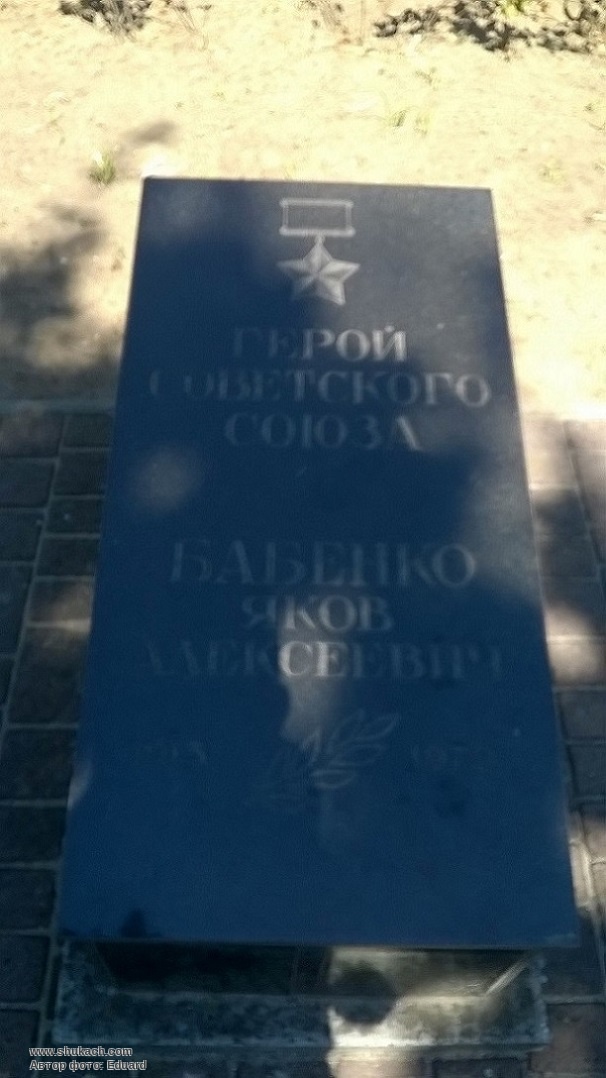 ГЕРОЙ
СОВЕТСКОГО
СОЮЗА
БАБЕНКО
ЯКОВ
АЛЕКСЕЕВИЧ
www.shukach.com
Автор фото: Eduard